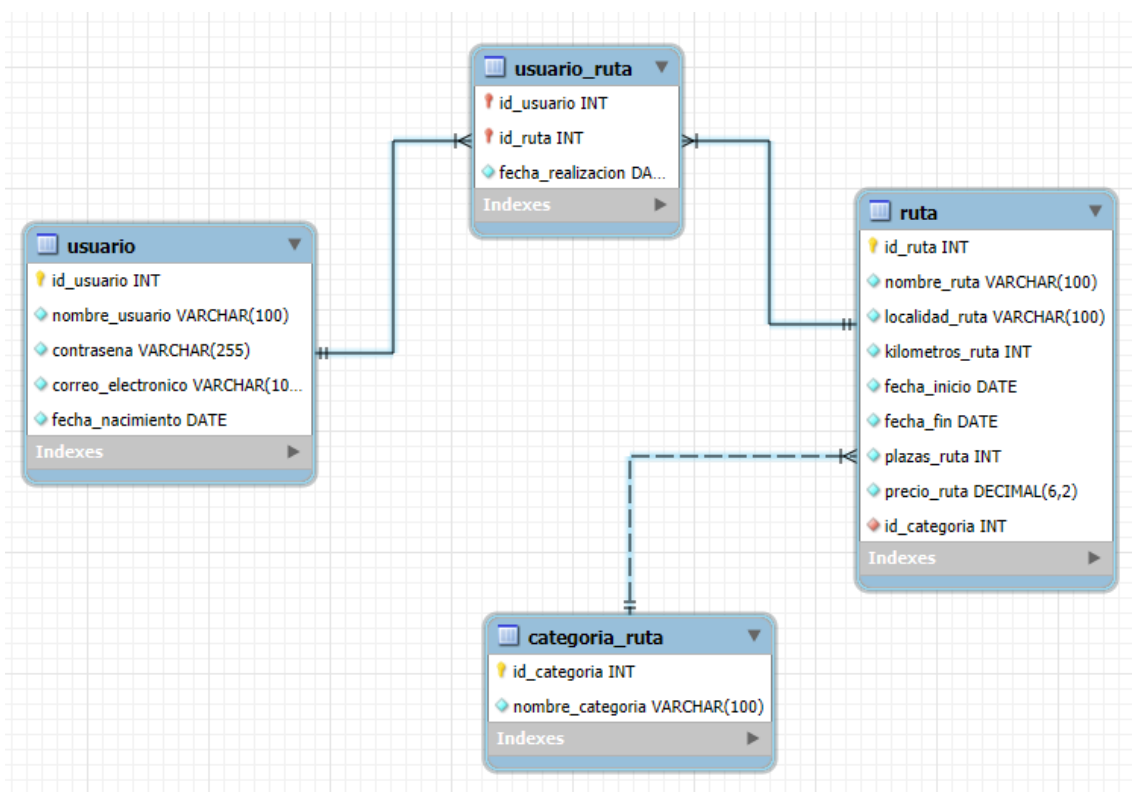 usuario_ruta
id_usuario INT
id_ruta INT
fecha_realizacion DA...
Indexes
usuario
id_usuario INT
nombre_usuario VARCHAR(100)
contrasena VARCHAR(255)
correo_electronico VARCHAR(10...
fecha_nacimiento DATE
Indexes
ruta
id_ruta INT
nombre_ruta VARCHAR(100)
localidad_ruta VARCHAR(100)
kilometros_ruta INT
fecha_inicio DATE
fecha_fin DATE
plazas_ruta INT
precio_ruta DECIMAL(6,2)
id_categoria INT
Indexes
categoria_ruta
id_categoria INT
nombre_categoria VARCHAR(100)
Indexes